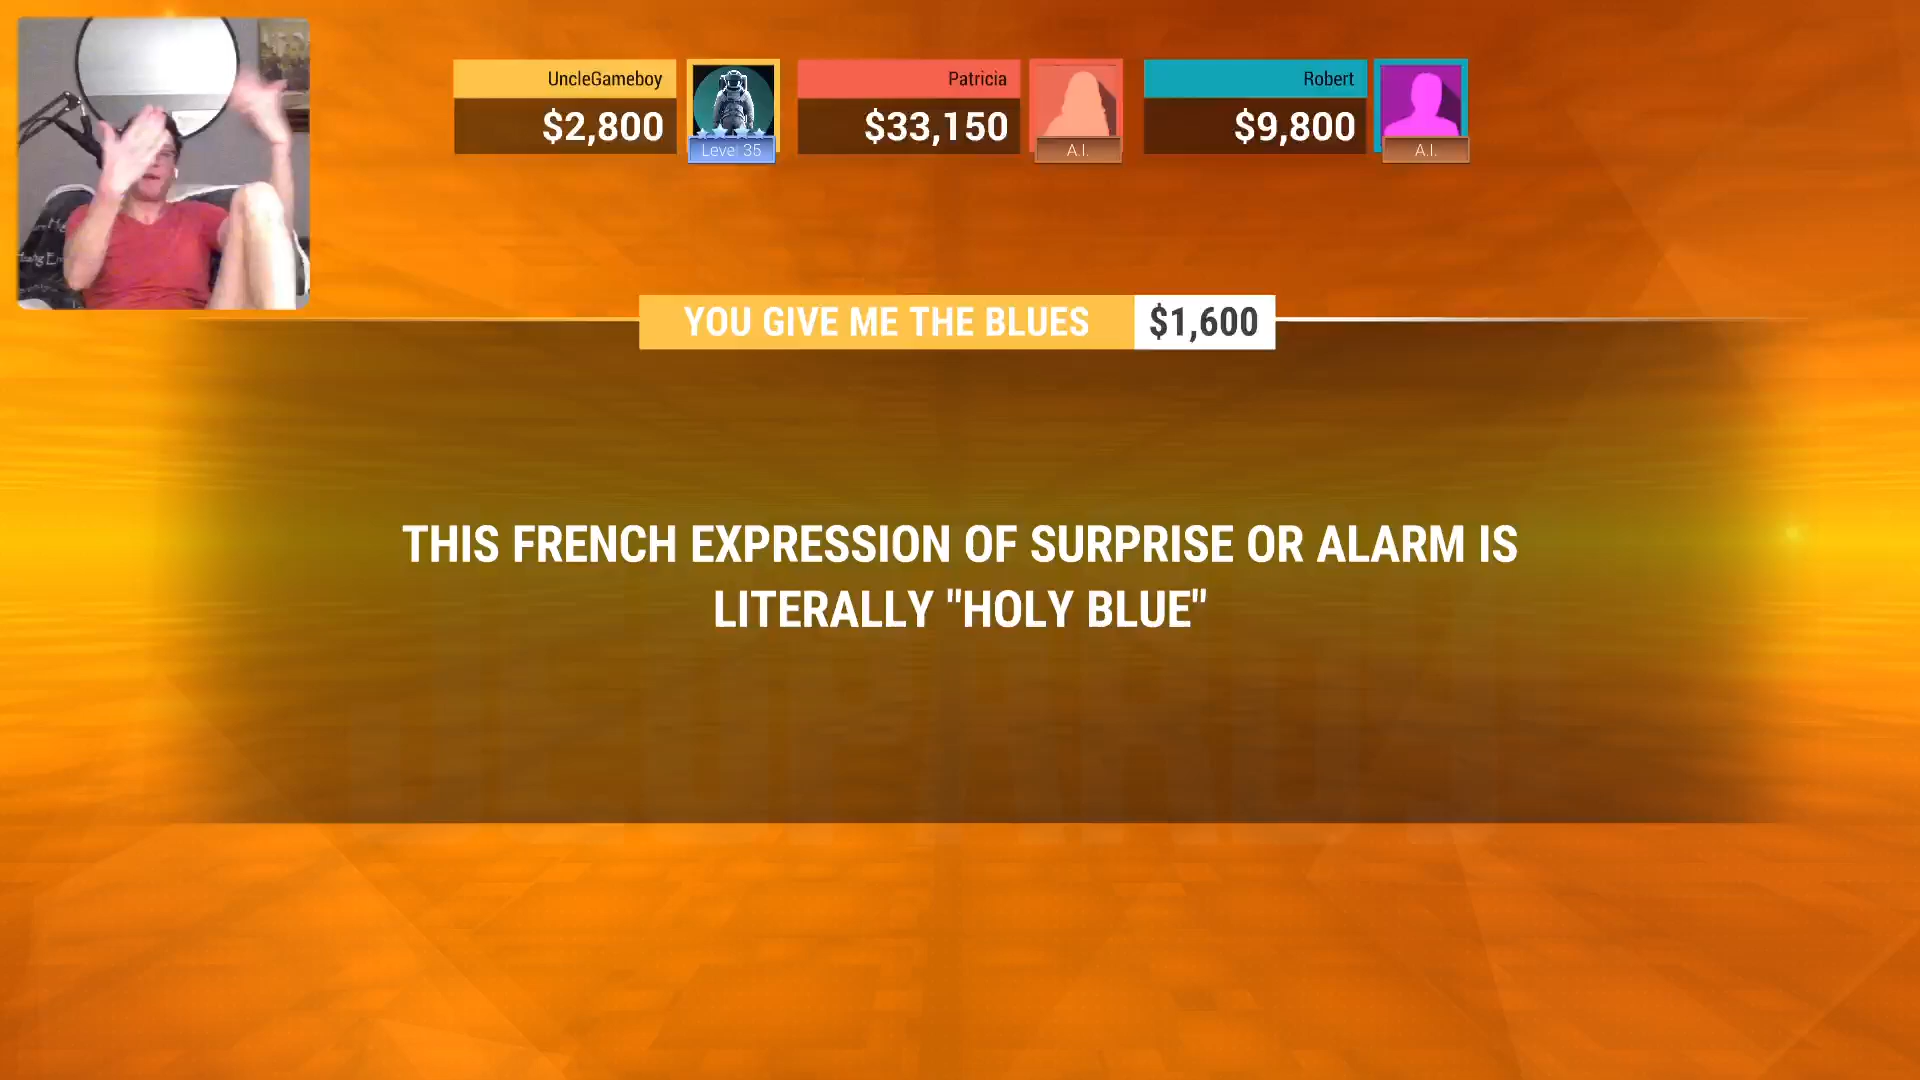 UncleGameboy
$2,800
Level 35
Patricia
$33,150
A.I.
Robert
$9,800
A.I.
YOU GIVE ME THE BLUES
$1,600
THIS FRENCH EXPRESSION OF SURPRISE OR ALARM IS
LITERALLY "HOLY BLUE"
JEOPARDY